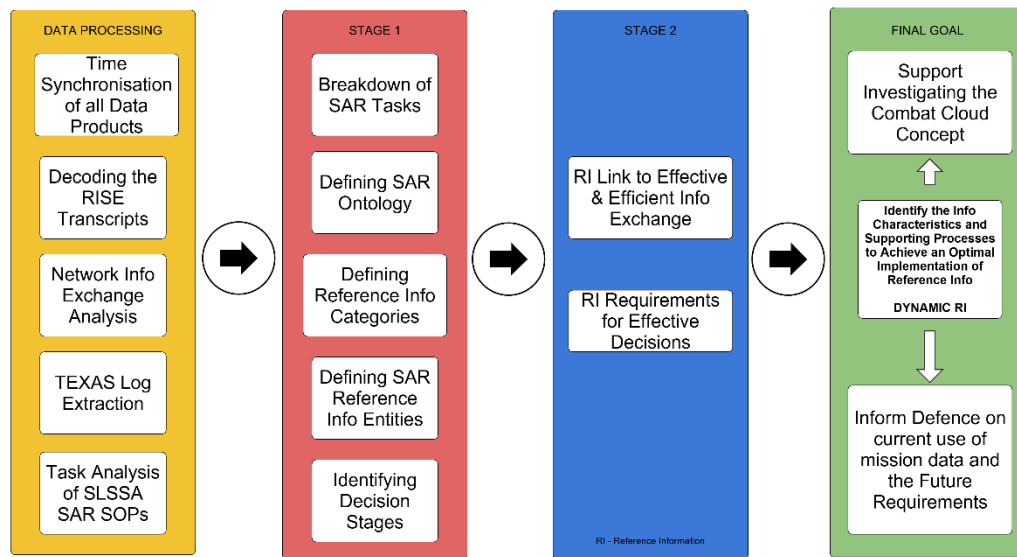 DATA PROCESSING
Time
Synchronisation
of all Data
Products
Decoding the
RISE
Transcripts
Network Info
Exchange
Analysis
TEXAS Log
Extraction
Task Analysis
of SLSSA
SAR SOPs
STAGE 1
Breakdown of
SAR Tasks
Defining SAR
Ontology
Defining
Reference Info
Categories
Defining SAR
Reference
Info Entities
Identifying
Decision
Stages
STAGE 2
RI Link to Effective
& Efficient Info
Exchange
RI Requirements
for Effective
Decisions
RI - Reference Information
FINAL GOAL
Support
Investigating the
Combat Cloud
Concept
Identify the Info
Characteristics and
Supporting Processes
to Achieve an Optimal
Implementation of
Reference Info
DYNAMIC RI
Inform Defence on
current use of
mission data and
the Future
Requirements